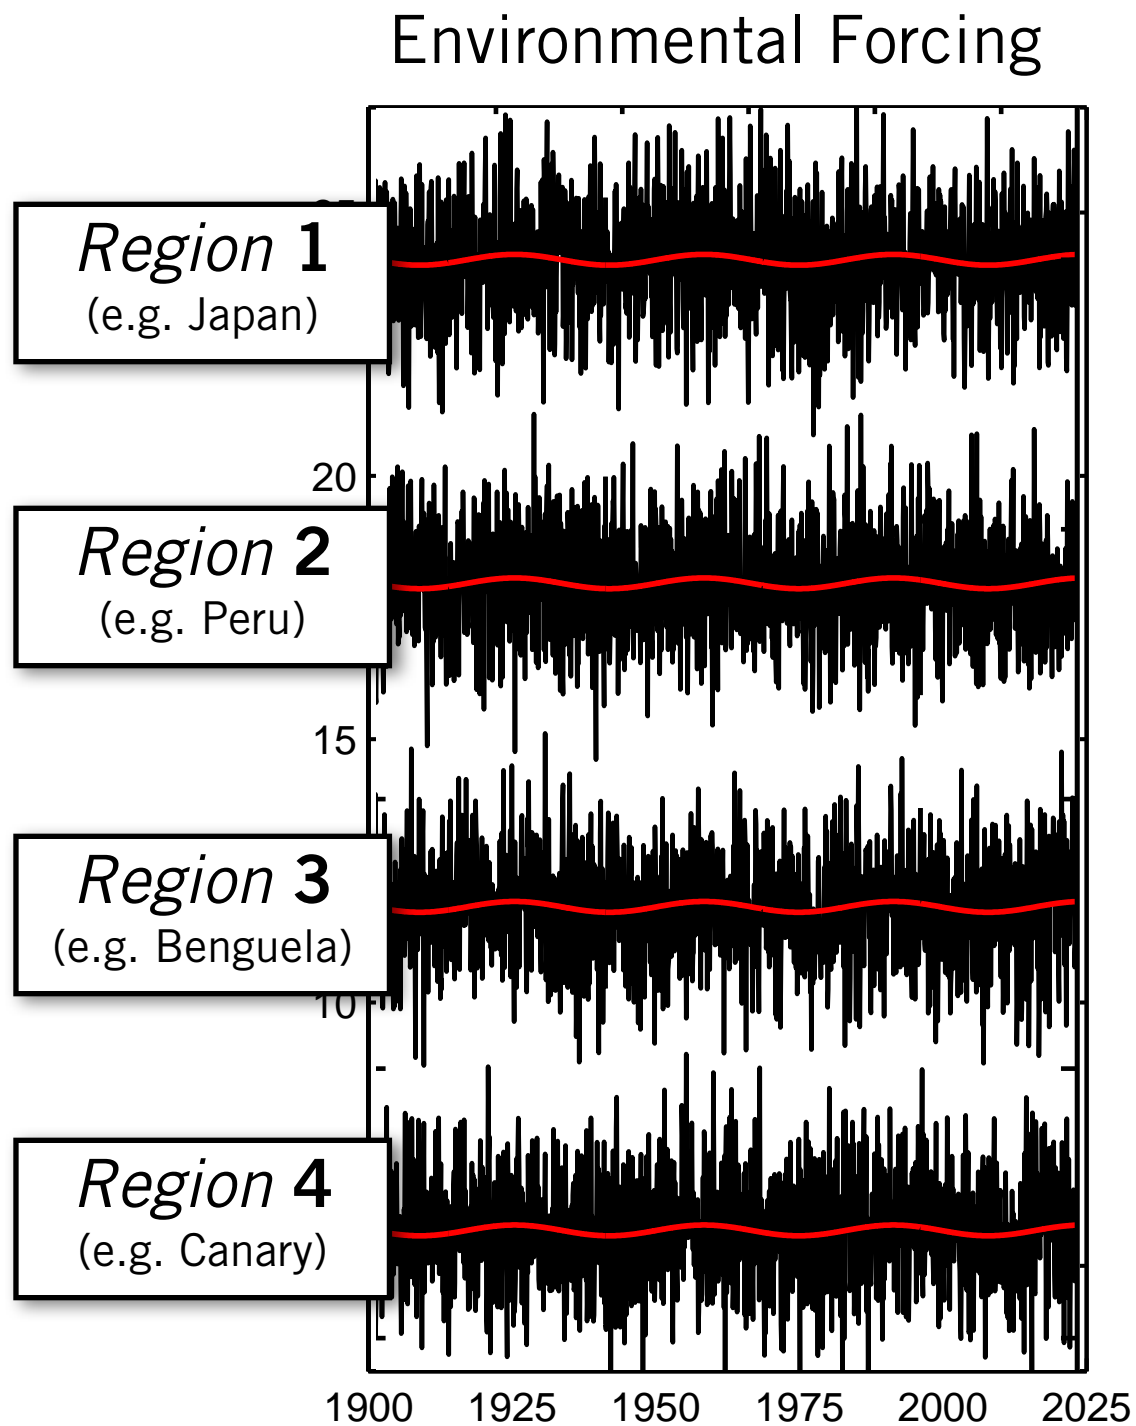 Environmental Forcing
Region 1
(e.g. Japan)
20
Region 2
(e.g. Peru)
15
Region 3
(e.g. Benguela)
10
Region 4
(e.g. Canary)
1900 1925 1950 1975 2000 2025